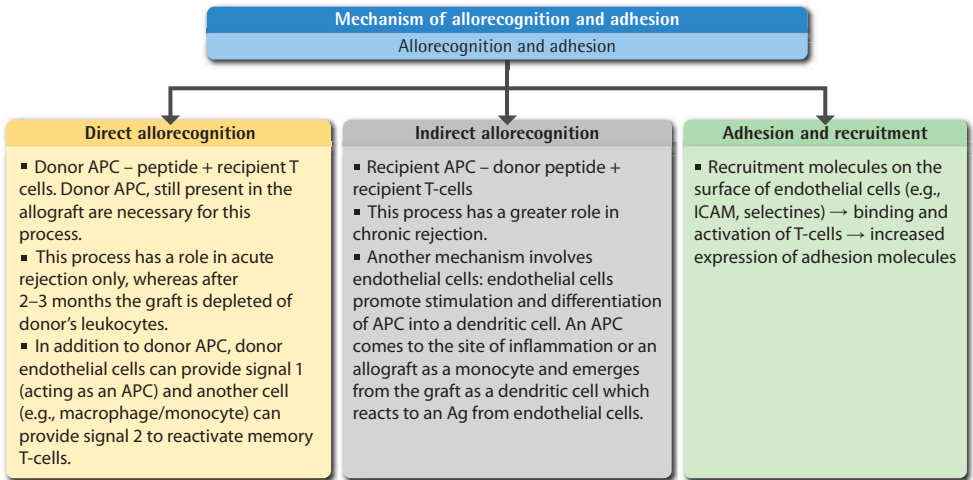 Mechanism of allorecognition and adhesion
Allorecognition and adhesion
Direct allorecognition
▪ Donor APC – peptide + recipient T
cells. Donor APC, still present in the
allograft are necessary for this
process.
▪ This process has a role in acute
rejection only, whereas after
2–3 months the graft is depleted of
donor's leukocytes.
▪ In addition to donor APC, donor
endothelial cells can provide signal 1
(acting as an APC) and another cell
(e.g., macrophage/monocyte) can
provide signal 2 to reactivate memory
T-cells.
Indirect allorecognition
▪ Recipient APC – donor peptide +
recipient T-cells
▪ This process has a greater role in
chronic rejection.
▪ Another mechanism involves
endothelial cells: endothelial cells
promote stimulation and differentiation
of APC into a dendritic cell. An APC
comes to the site of inflammation or an
allograft as a monocyte and emerges
from the graft as a dendritic cell which
reacts to an Ag from endothelial cells.
Adhesion and recruitment
▪ Recruitment molecules on the
surface of endothelial cells (e.g.,
ICAM, selectines) → binding and
activation of T-cells → increased
expression of adhesion molecules